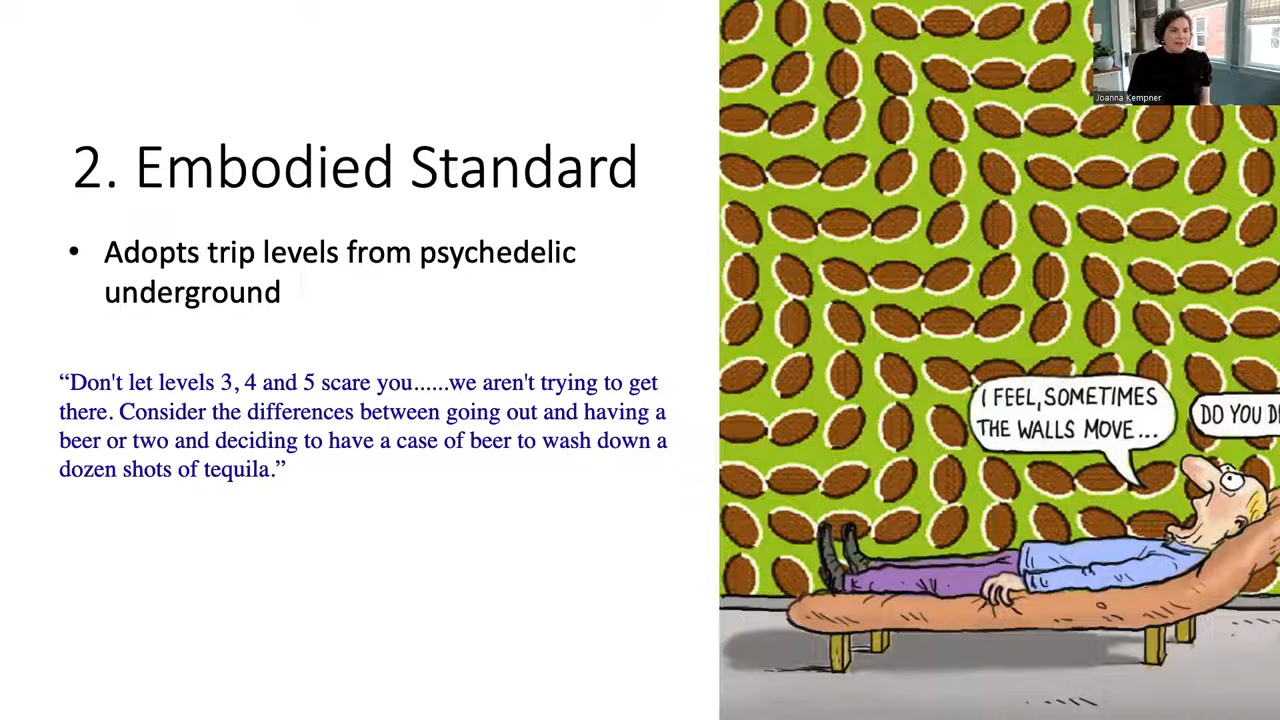 2. Embodied Standard
• Adopts trip levels from psychedelic
underground
“Don't let levels 3, 4 and 5 scare you......we aren't trying to get
there. Consider the differences between going out and having a
beer or two and deciding to have a case of beer to wash down a
dozen shots of tequila.”
Joanna Kempner
I FEEL, SOMETIMES
THE WALLS MOVE...
DO YOU